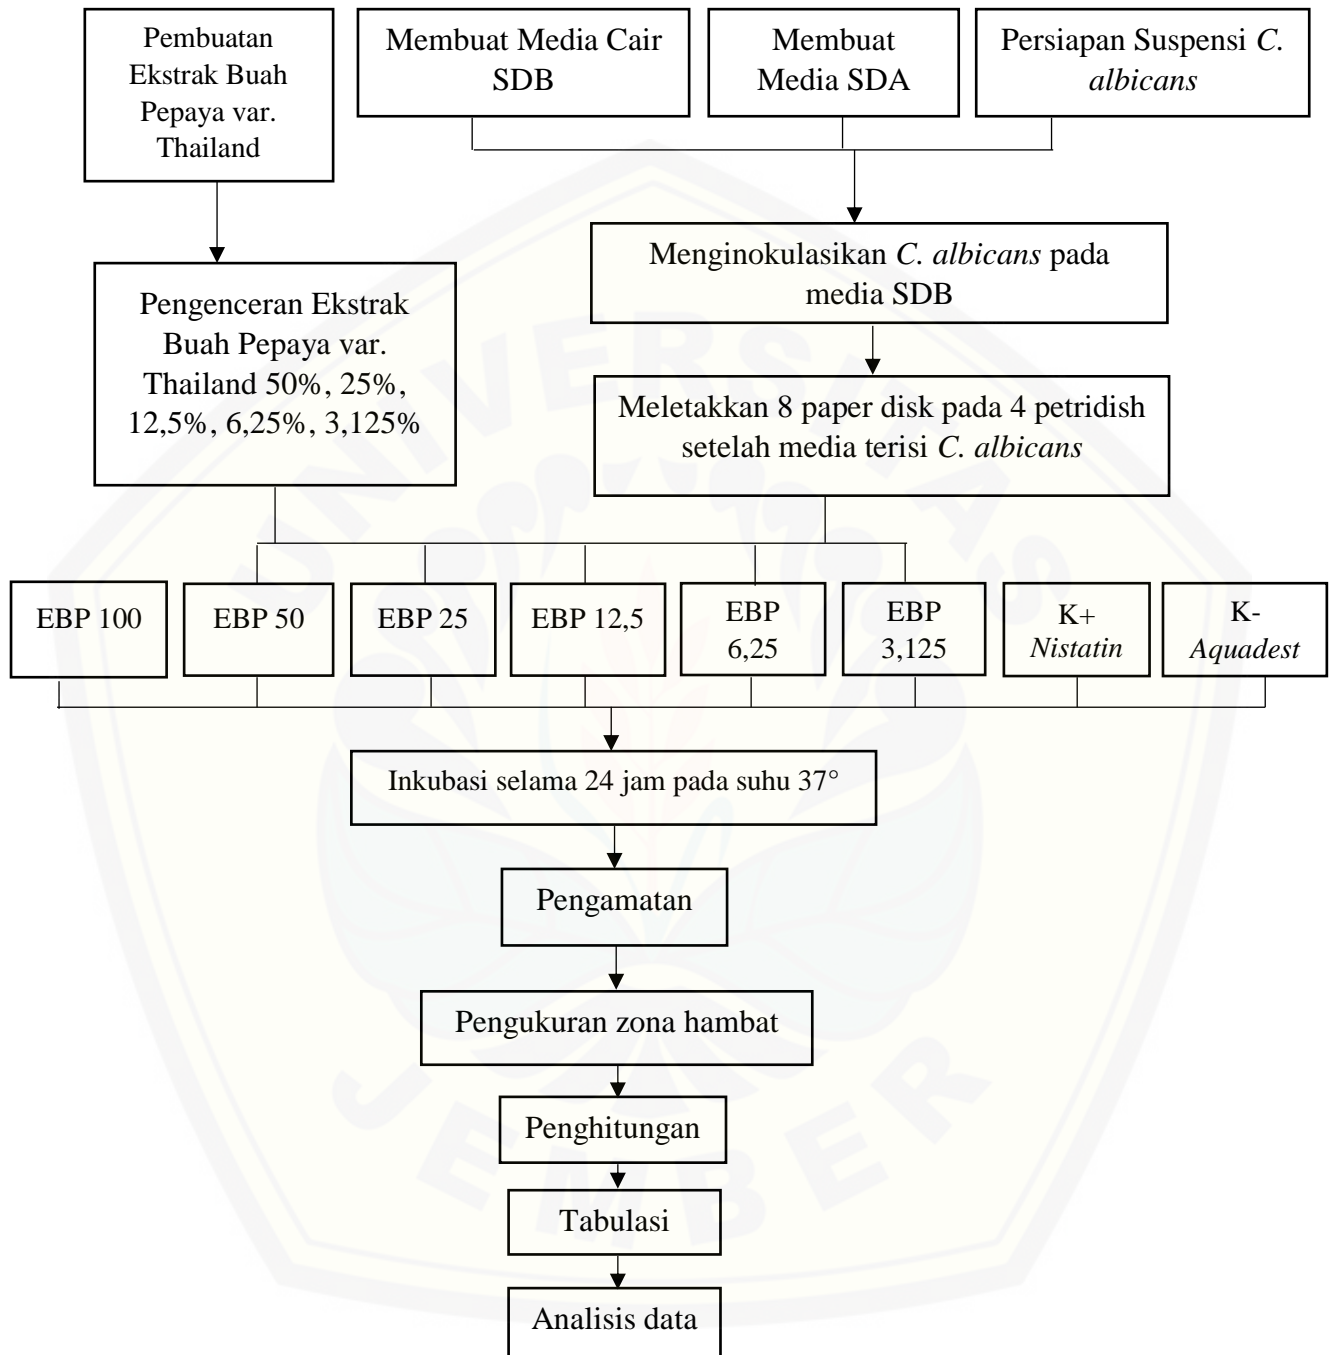 Pembuatan
Ekstrak Buah
Pepaya var.
Thailand
Membuat Media Cair
SDB
Membuat
Media SDA
Persiapan Suspensi C.
albicans
Pengenceran Ekstrak
Buah Pepaya var.
Thailand 50%, 25%,
12,5%, 6,25%, 3,125%
Menginokulasikan C. albicans pada
media SDB
Meletakkan 8 paper disk pada 4 petridish
setelah media terisi C. albicans
EBP 100
EBP 50
EBP 25
EBP 12,5
EBP
6,25
EBP
3,125
K+
Nistatin
K-
Aquadest
Inkubasi selama 24 jam pada suhu 37°
Pengamatan
Pengukuran zona hambat
Penghitungan
Tabulasi
Analisis data
UNIVERSITAS
JEMBER